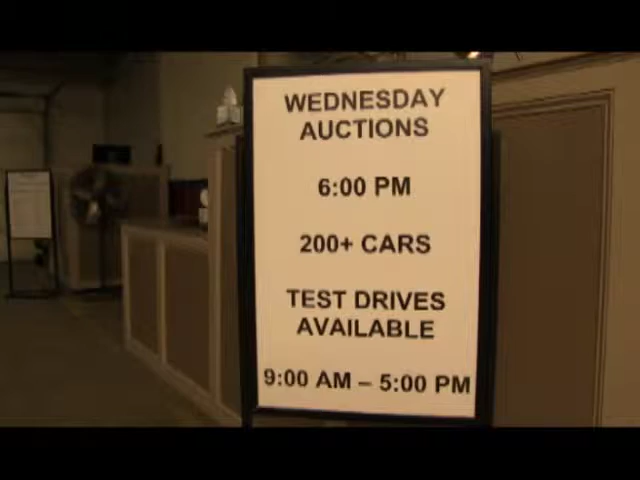 WEDNESDAY
AUCTIONS
6:00 PM
200+ CARS
TEST DRIVES
AVAILABLE
9:00 AM – 5:00 PM